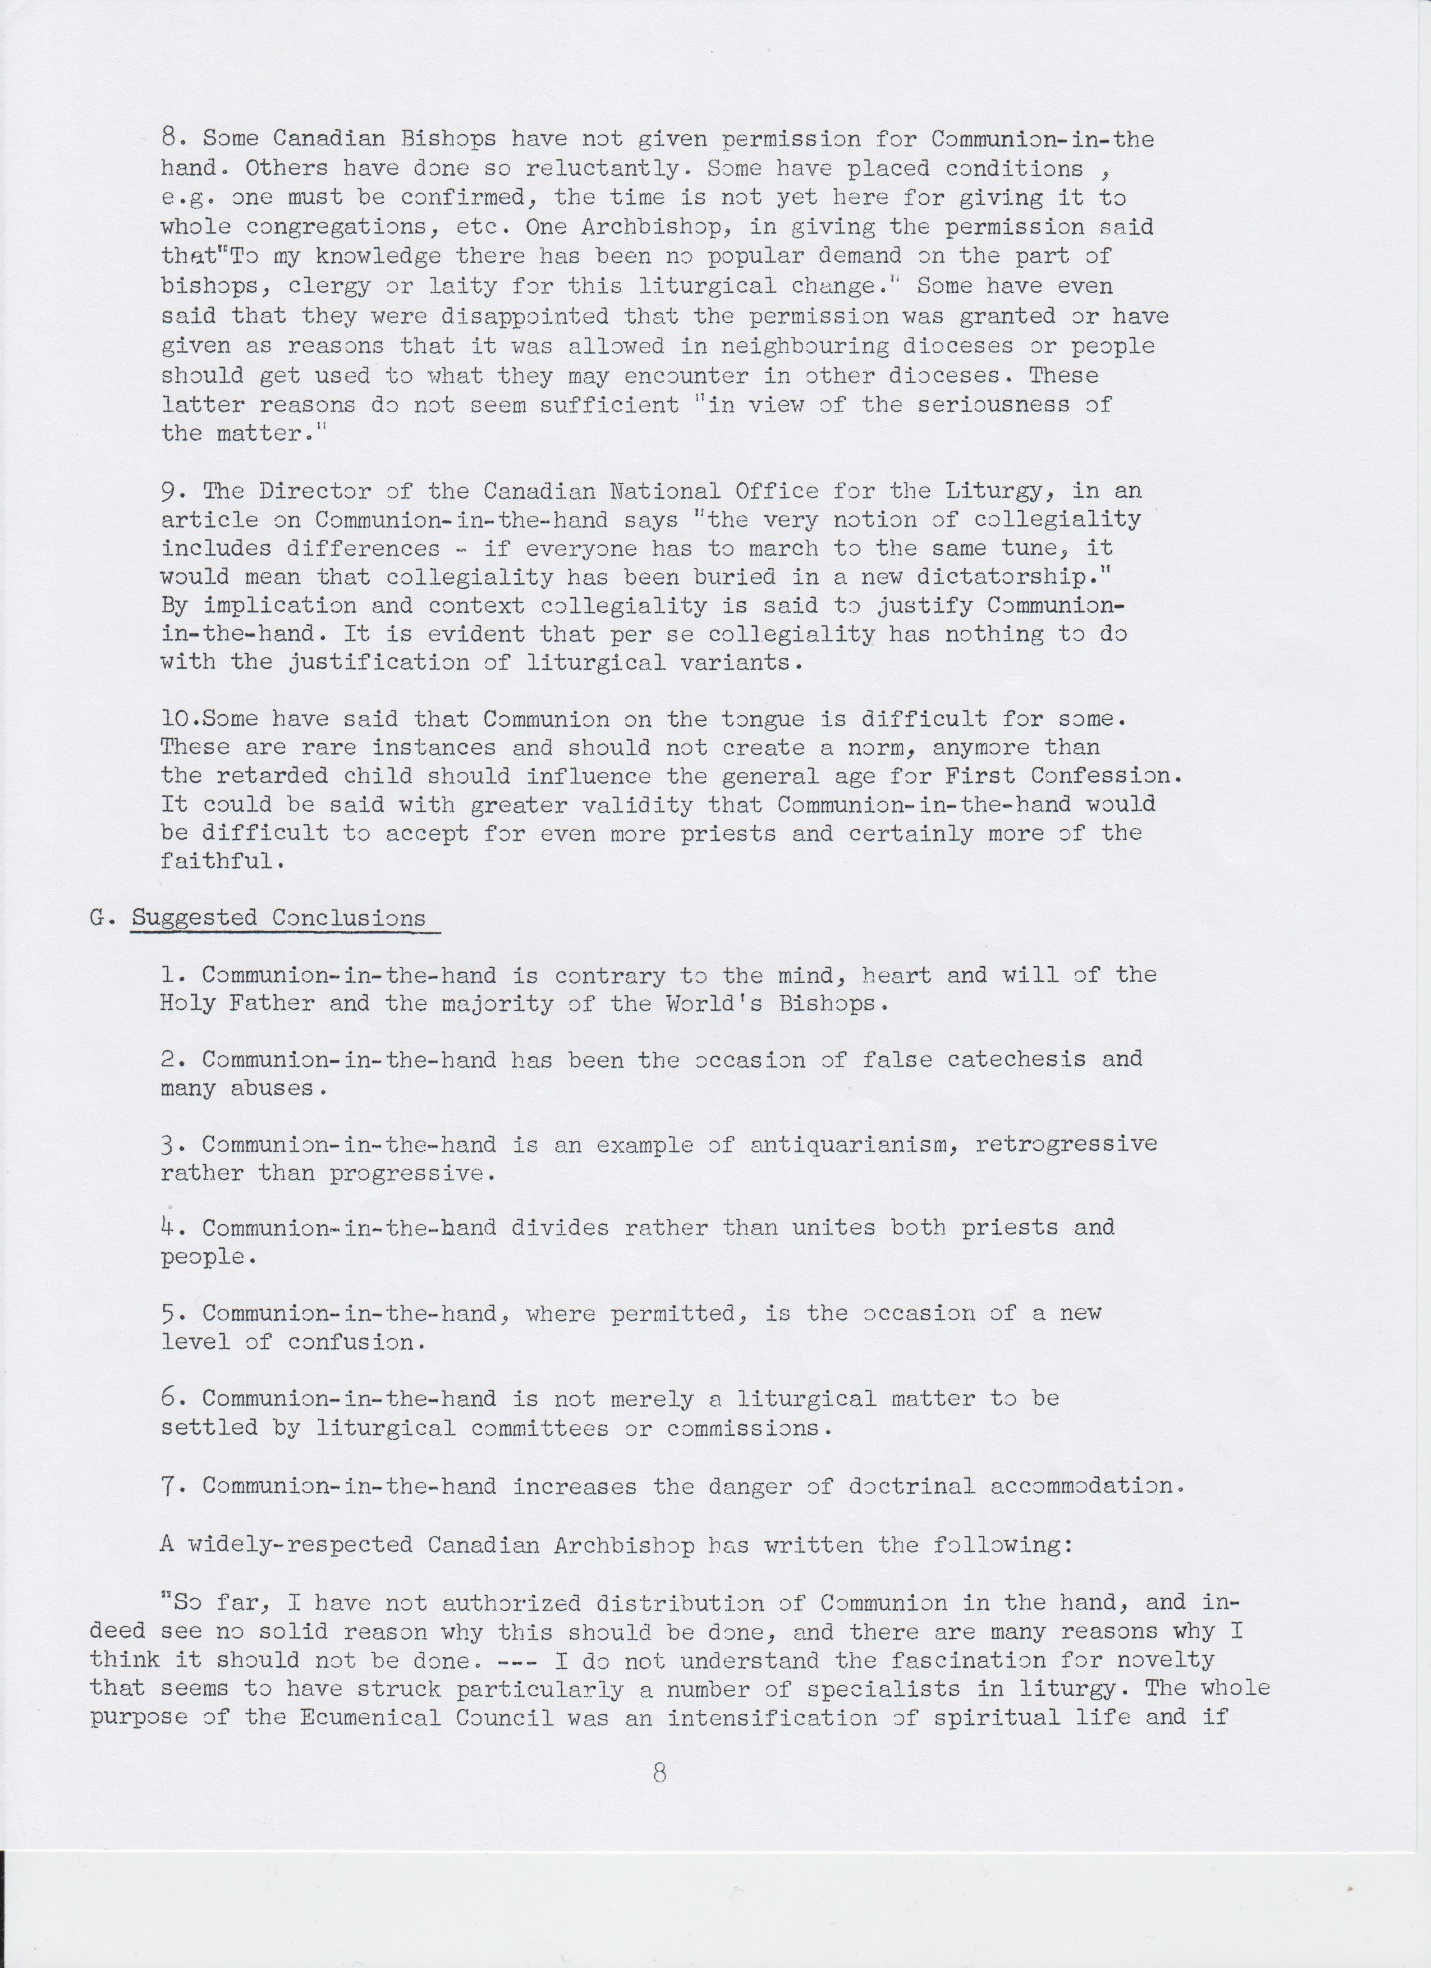 8. Some Canadian Bishops have not given permission for Communion-in-the
hand. Others have done so reluctantly. Some have placed conditions ,
e.g. one must be confirmed, the time is not yet here for giving it to
whole congregations, etc. One Archbishop, in giving the permission said
that"To my knowledge there has been no popular demand on the part of
bishops, clergy or laity for this liturgical change." Some have even
said that they were disappointed that the permission was granted or have
given as reasons that it was allowed in neighbouring dioceses or people
should get used to what they may encounter in other dioceses. These
latter reasons do not seem sufficient "in view of the seriousness of
the matter."
9. The Director of the Canadian National Office for the Liturgy, in an
article on Communion-in-the-hand says "the very notion of collegiality
includes differences - if everyone has to march to the same tune, it
would mean that collegiality has been buried in a new dictatorship."
By implication and context collegiality is said to justify Communion-
in-the-hand. It is evident that per se collegiality has nothing to do
with the justification of liturgical variants.
10.Some have said that Communion on the tongue is difficult for some.
These are rare instances and should not create a norm, anymore than
the retarded child should influence the general age for First Confession.
It could be said with greater validity that Communion-in-the-hand would
be difficult to accept for even more priests and certainly more of the
faithful.
G. Suggested Conclusions
1. Communion-in-the-hand is contrary to the mind, heart and will of the
Holy Father and the majority of the World's Bishops.
2. Communion-in-the-hand has been the occasion of false catechesis and
many abuses.
3. Communion-in-the-hand is an example of antiquarianism, retrogressive
rather than progressive.
4. Communion-in-the-hand divides rather than unites both priests and
people.
5. Communion-in-the-hand, where permitted, is the occasion of a new
level of confusion.
6. Communion-in-the-hand is not merely a liturgical matter to be
settled by liturgical committees or commissions.
7. Communion-in-the-hand increases the danger of doctrinal accommodation.
A widely-respected Canadian Archbishop has written the following:
"So far, I have not authorized distribution of Communion in the hand, and in-
deed see no solid reason why this should be done, and there are many reasons why I
think it should not be done. --- I do not understand the fascination for novelty
that seems to have struck particularly a number of specialists in liturgy. The whole
purpose of the Ecumenical Council was an intensification of spiritual life and if
8